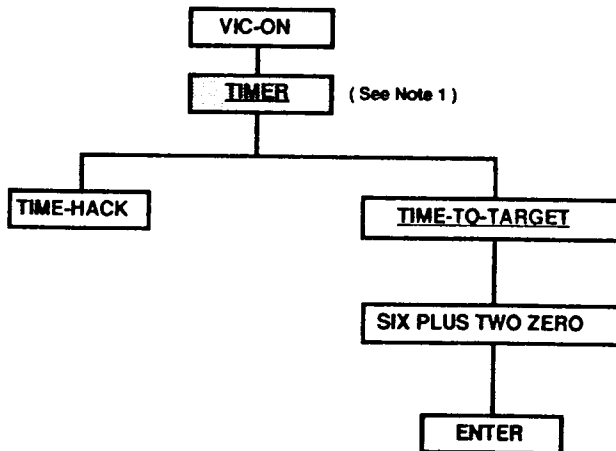 VIC-ON
TIMER
( See Note 1 )
TIME-HACK
TIME-TO-TARGET
SIX PLUS TWO ZERO
ENTER